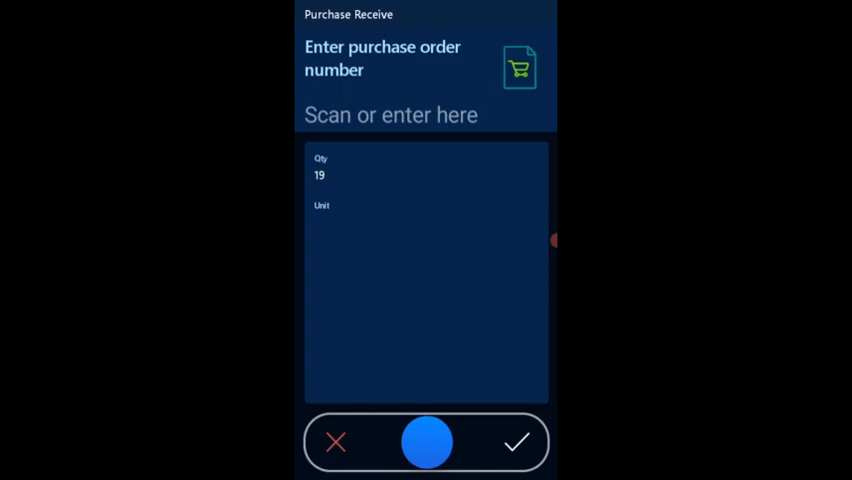 Purchase Receive
Enter purchase order
number
Scan or enter here
Qty
19
Unit